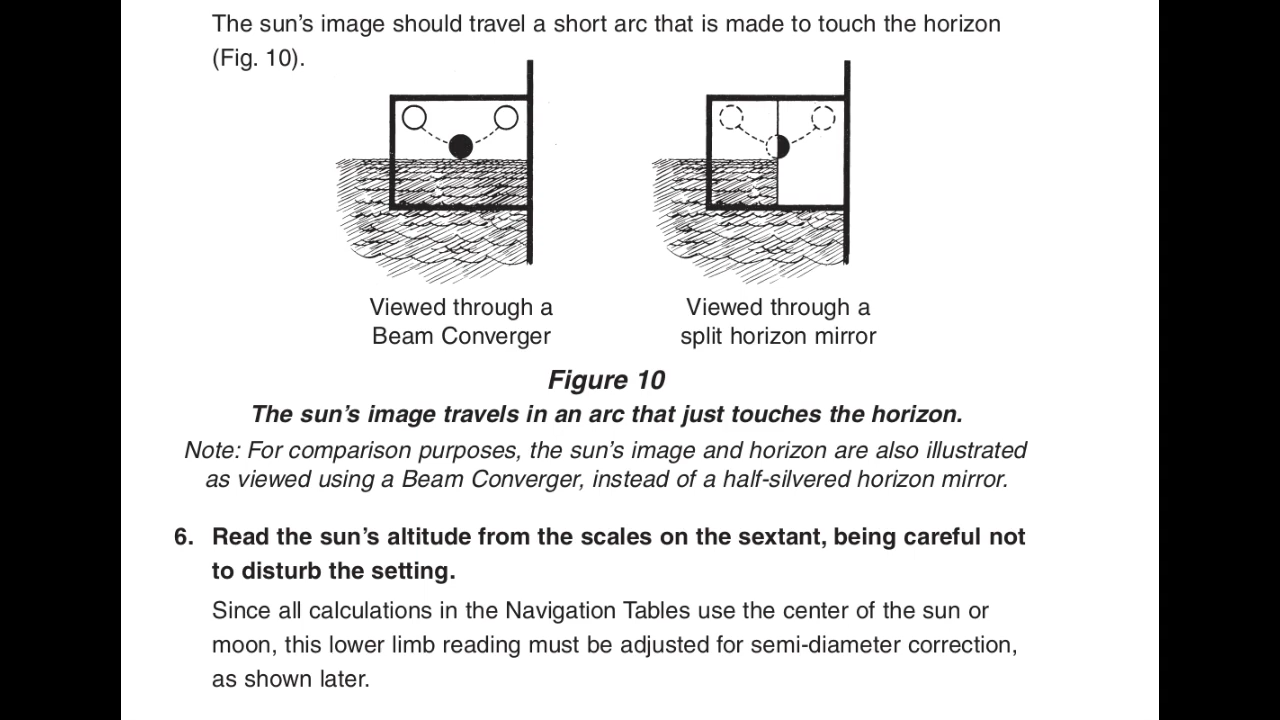 The sun’s image should travel a short arc that is made to touch the horizon
(Fig. 10).
Viewed through a
Beam Converger
Viewed through a
split horizon mirror
Figure 10
The sun’s image travels in an arc that just touches the horizon.
Note: For comparison purposes, the sun’s image and horizon are also illustrated
as viewed using a Beam Converger, instead of a half-silvered horizon mirror.
6. Read the sun’s altitude from the scales on the sextant, being careful not
to disturb the setting.
Since all calculations in the Navigation Tables use the center of the sun or
moon, this lower limb reading must be adjusted for semi-diameter correction,
as shown later.